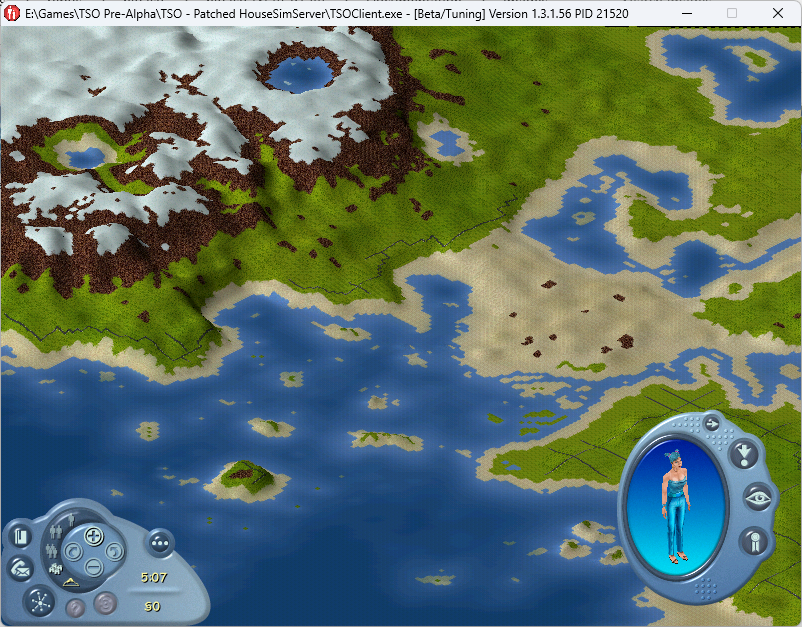 E:\Games\TSO Pre-Alpha\TSO - Patched HouseSimServer\TSOClient.exe - [Beta/Tuning] Version 1.3.1.56 PID 21520
5:07
$0